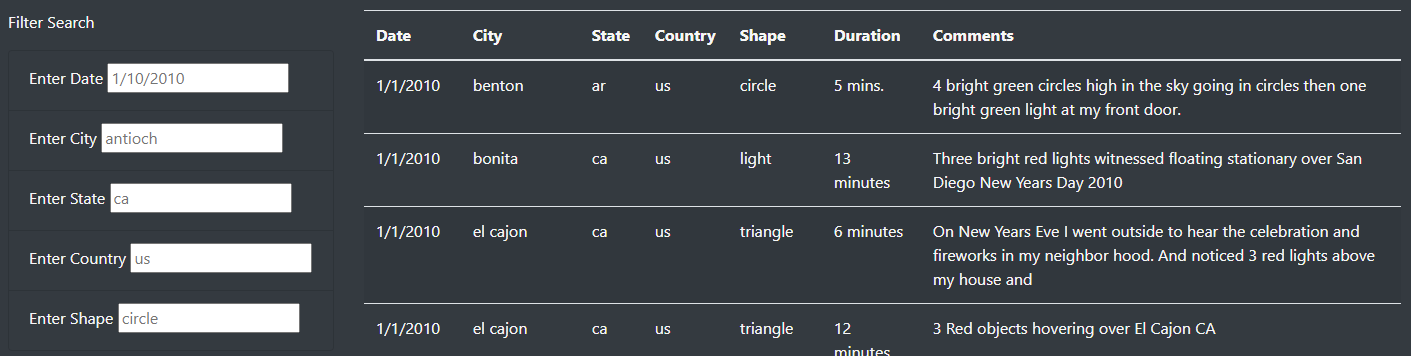 Filter Search
Enter Date 1/10/2010
Enter City antioch
Enter State ca
Enter Country us
Enter Shape circle
Date City State Country Shape Duration Comments
1/1/2010 benton ar us circle 5 mins. 4 bright green circles high in the sky going in circles then one
bright green light at my front door.
1/1/2010 bonita ca us light 13 Three bright red lights witnessed floating stationary over San
minutes Diego New Years Day 2010
1/1/2010 el cajon ca us triangle 6 minutes On New Years Eve I went outside to hear the celebration and
fireworks in my neighbor hood. And noticed 3 red lights above
my house and
1/1/2010 el cajon ca us triangle 12 3 Red objects hovering over El Cajon CA
minutes